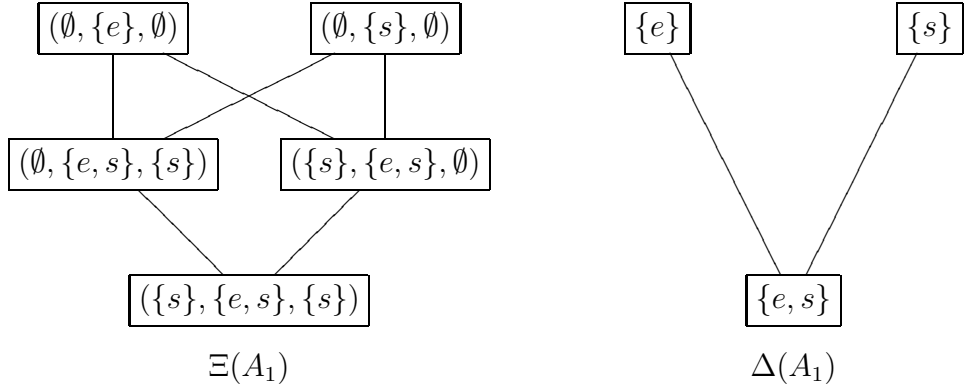 (∅, {e}, ∅) (∅, {s}, ∅) {e} {s}
(∅, {e, s}, {s}) ({s}, {e, s}, ∅)
({s}, {e, s}, {s}) {e, s}
Ξ(A₁) Δ(A₁)